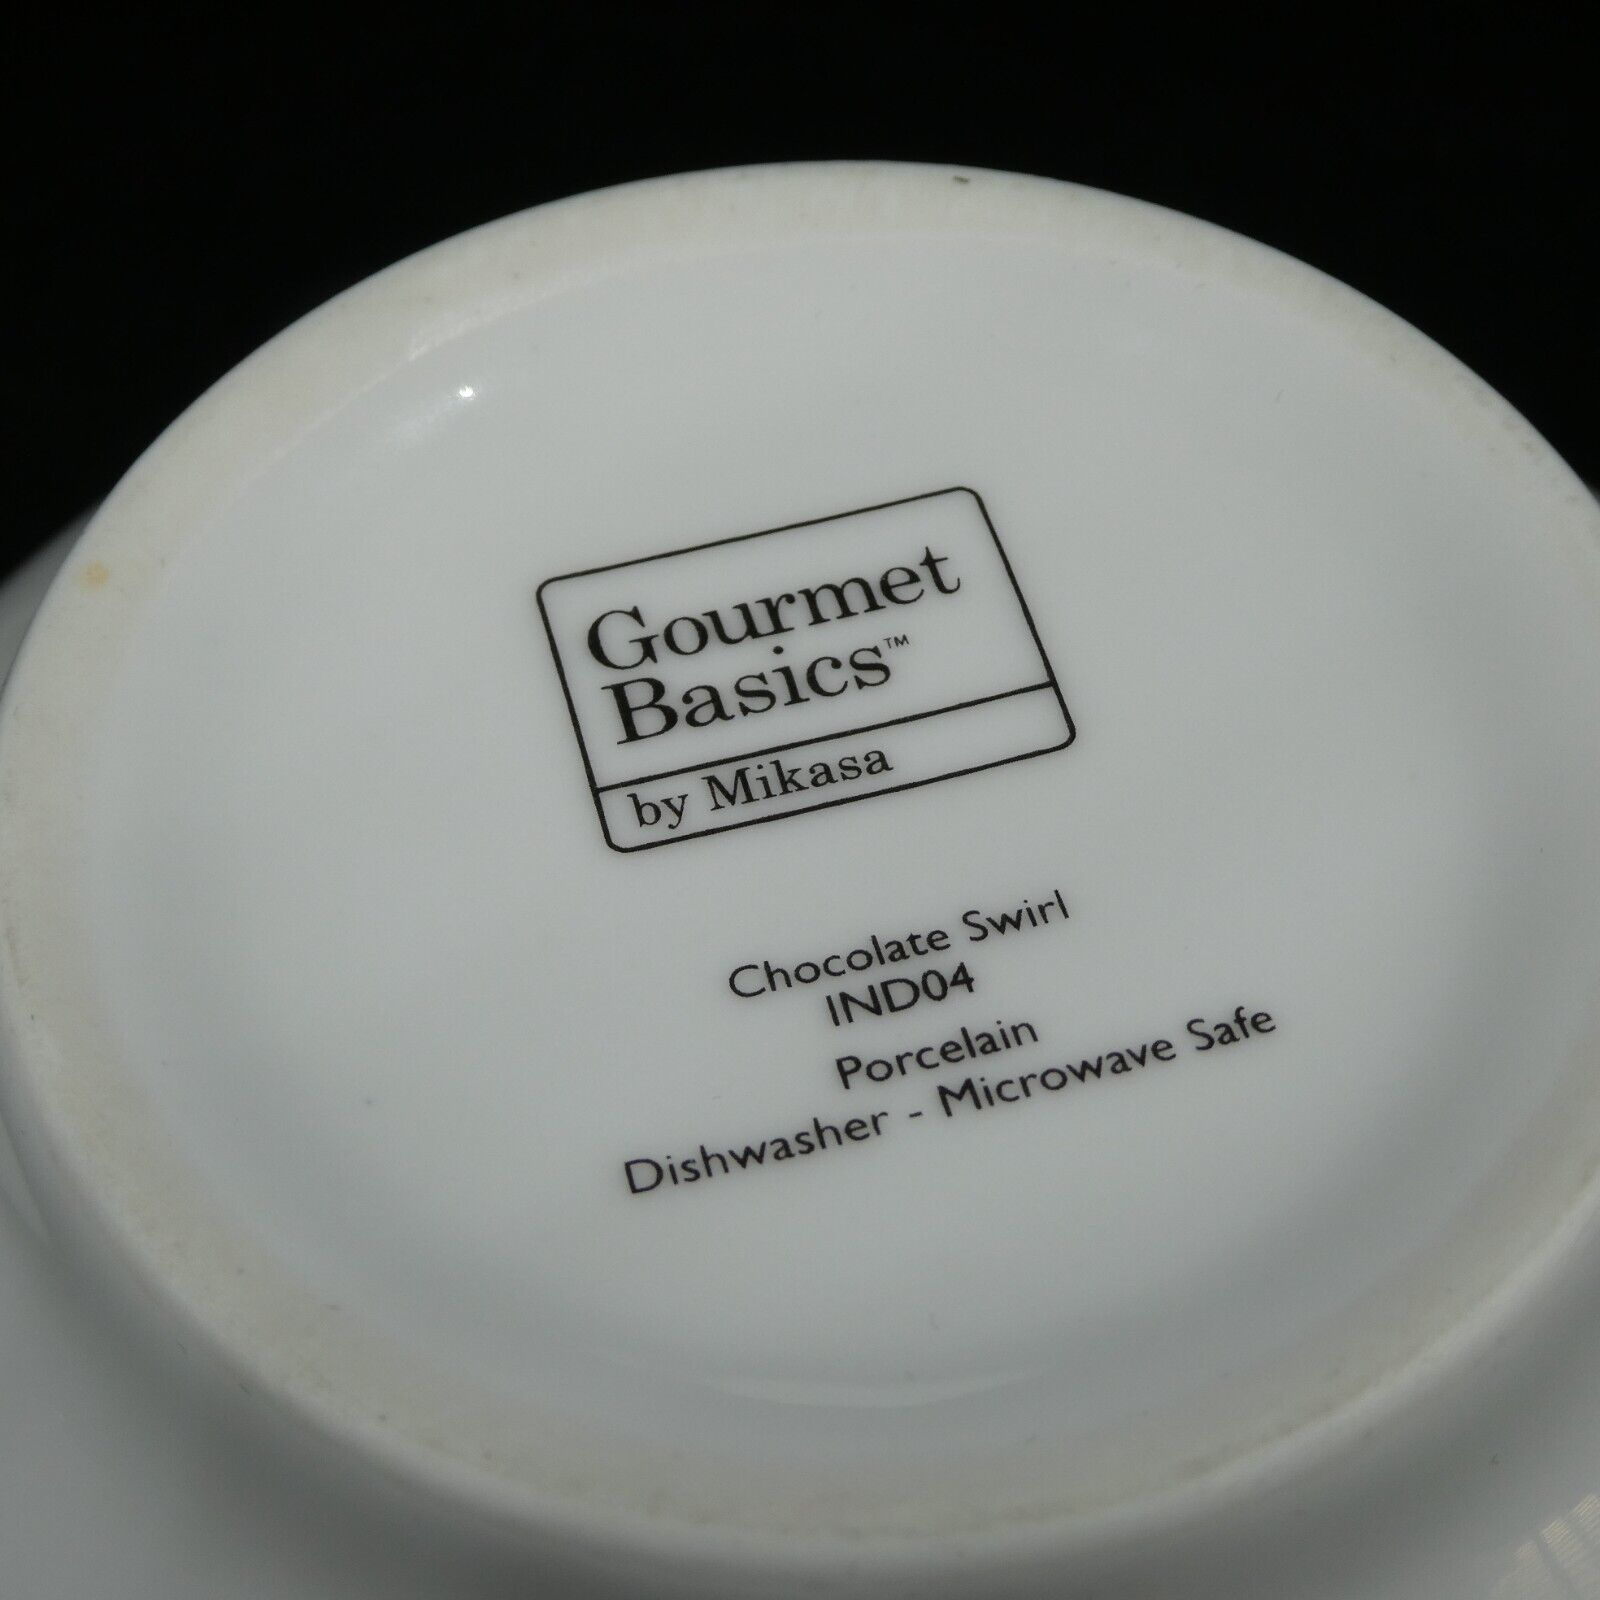 Gourmet
Basics™
by Mikasa
Chocolate Swirl
IND04
Porcelain
Dishwasher - Microwave Safe